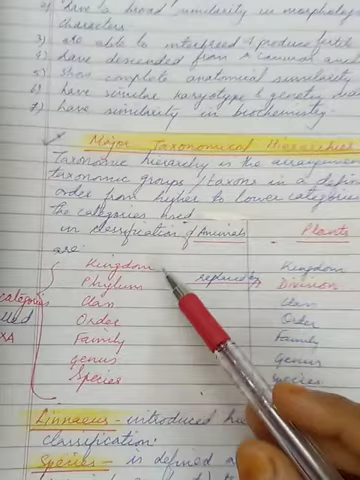 2) have a broad similarity in morphology
characters.
3) are able to interbreed & produce fertile
4) have descended from a
5) show complete anatomical similarity
6) have similar karyotype & genetic
7) have similarity in biochemistry.
Major Taxonomical Hierarchies
Taxonomic hierarchy is the arrangement
taxonomic groups / taxons in a
order from higher to lower categories
the categories used
in classification of Animals Plants
are:
Kingdom Kingdom
Phylum replaced by Division
Class Class
Order Order
Family Family
genus Genus
Species Species
categories
XA
Linnaeus - introduced
classification.
Species - is defined a